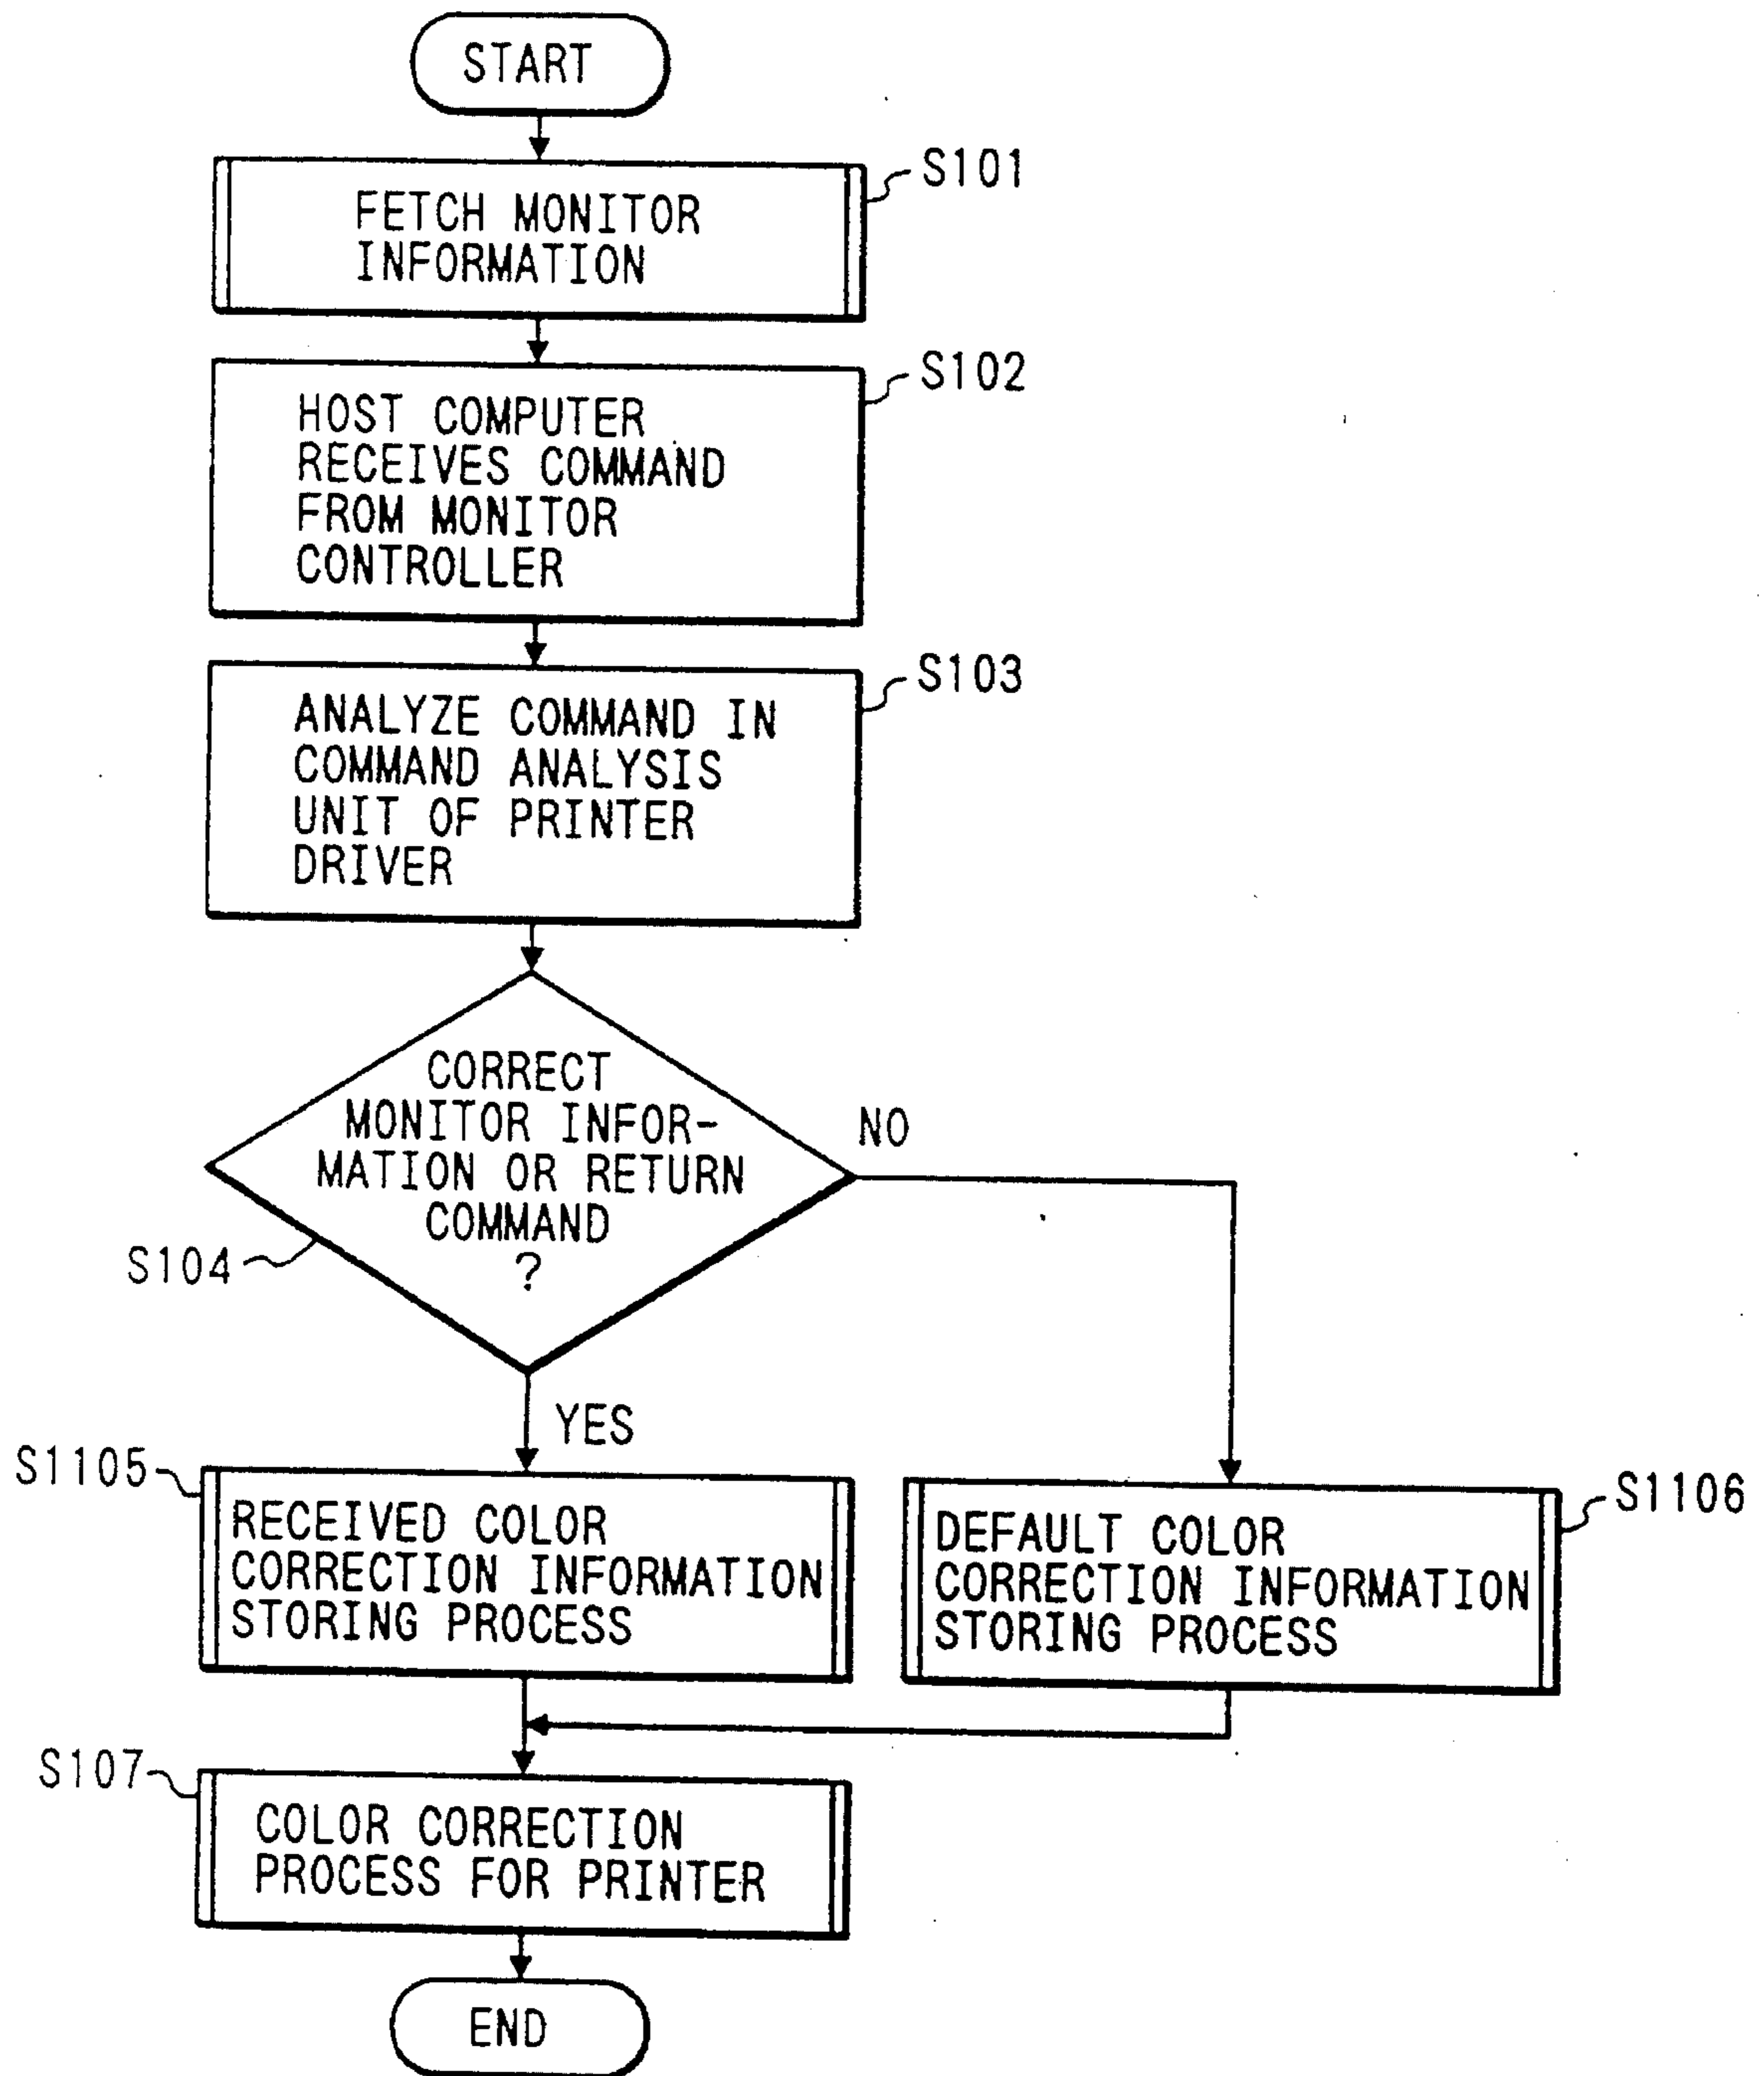 START
S101
FETCH MONITOR
INFORMATION
S102
HOST COMPUTER
RECEIVES COMMAND
FROM MONITOR
CONTROLLER
S103
ANALYZE COMMAND IN
COMMAND ANALYSIS
UNIT OF PRINTER
DRIVER
CORRECT
MONITOR INFOR-
MATION OR RETURN
COMMAND
?
NO
S104
YES
S1105
RECEIVED COLOR
CORRECTION INFORMATION
STORING PROCESS
S1106
DEFAULT COLOR
CORRECTION INFORMATION
STORING PROCESS
S107
COLOR CORRECTION
PROCESS FOR PRINTER
END